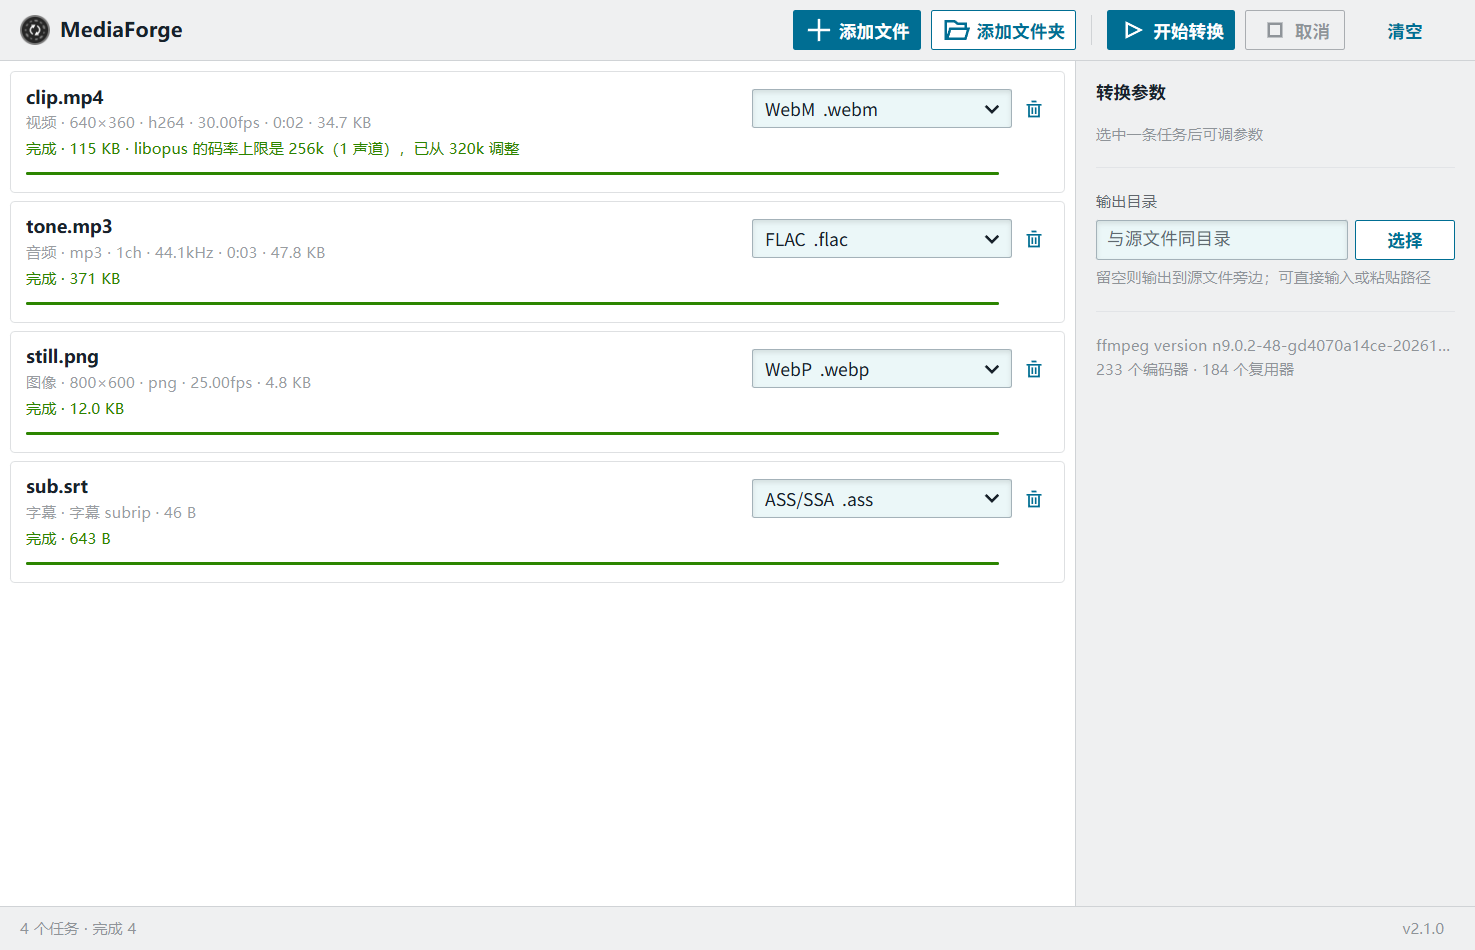 MediaForge
添加文件
添加文件夹
开始转换
取消
清空
clip.mp4
视频 · 640×360 · h264 · 30.00fps · 0:02 · 34.7 KB
完成 · 115 KB · libopus 的码率上限是 256k（1 声道），已从 320k 调整
WebM .webm
tone.mp3
音频 · mp3 · 1ch · 44.1kHz · 0:03 · 47.8 KB
完成 · 371 KB
FLAC .flac
still.png
图像 · 800×600 · png · 25.00fps · 4.8 KB
完成 · 12.0 KB
WebP .webp
sub.srt
字幕 · 字幕 subrip · 46 B
完成 · 643 B
ASS/SSA .ass
转换参数
选中一条任务后可调参数
输出目录
与源文件同目录
选择
留空则输出到源文件旁边；可直接输入或粘贴路径
ffmpeg version n9.0.2-48-gd4070a14ce-20261...
233 个编码器 · 184 个复用器
4 个任务 · 完成 4
v2.1.0